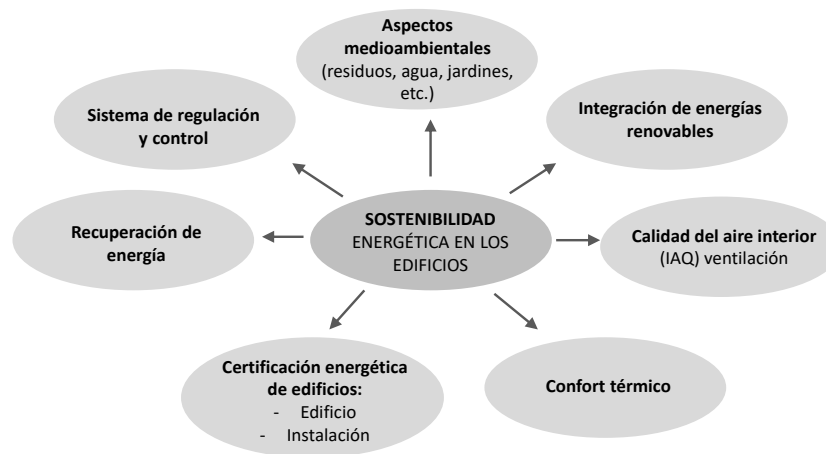 Aspectos
medioambientales
(residuos, agua, jardines,
etc.)
Sistema de regulación
y control
Integración de energías
renovables
Recuperación de
energía
SOSTENIBILIDAD
ENERGÉTICA EN LOS
EDIFICIOS
Calidad del aire interior
(IAQ) ventilación
Certificación energética
de edificios:
- Edificio
- Instalación
Confort térmico